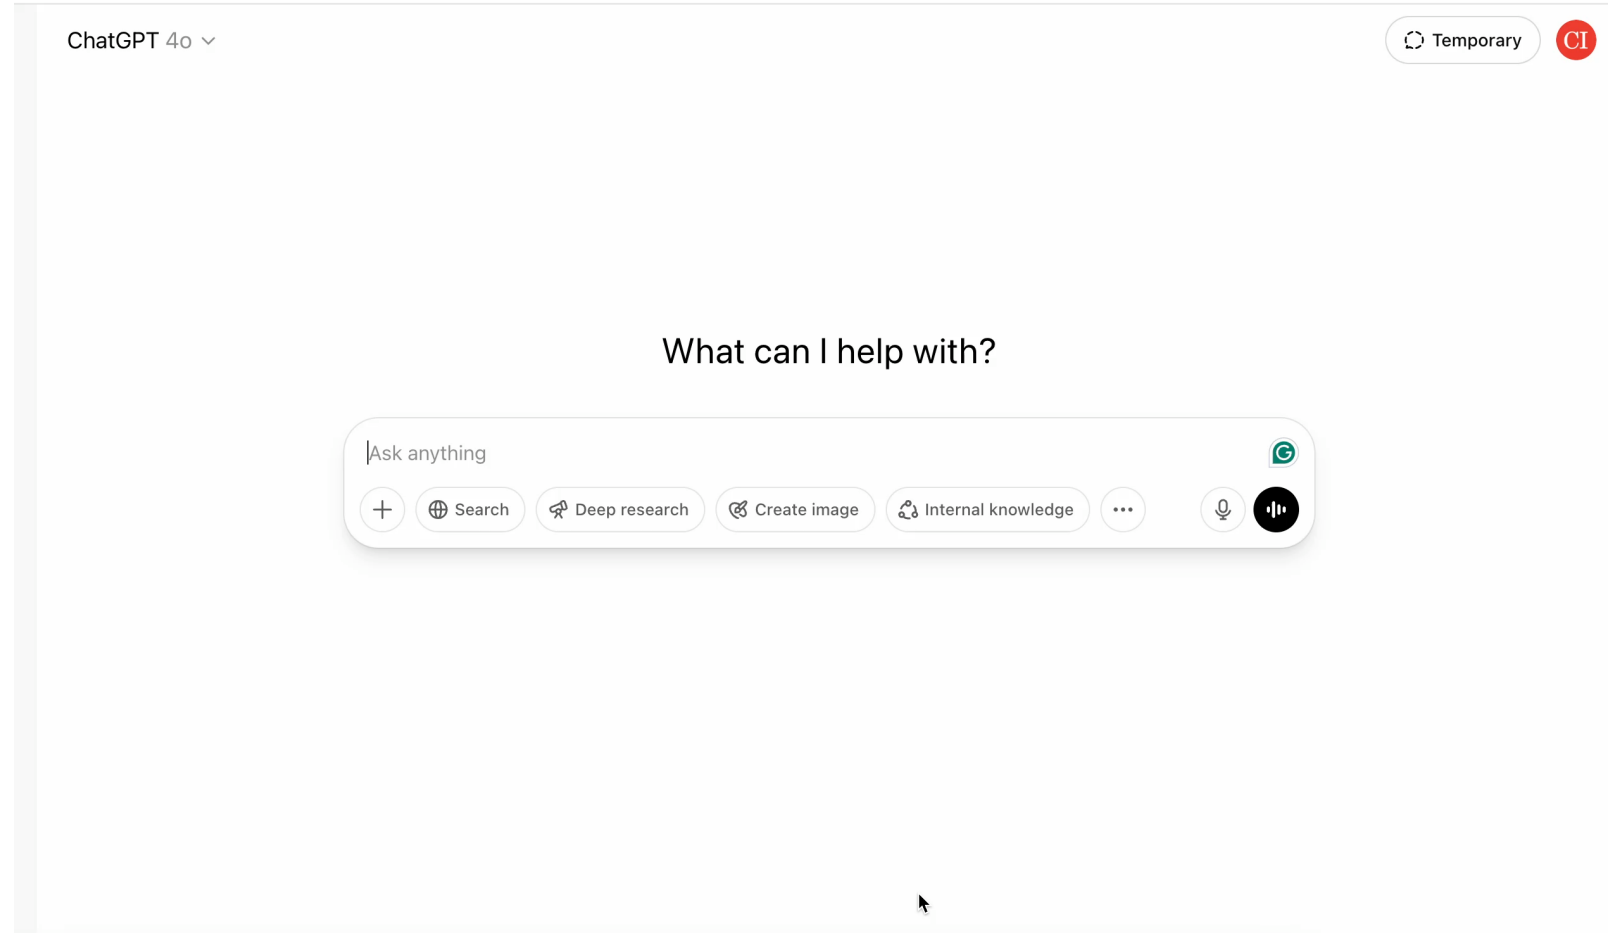 ChatGPT 4o
Temporary
CI
What can I help with?
Ask anything
G
Search
Deep research
Create image
Internal knowledge